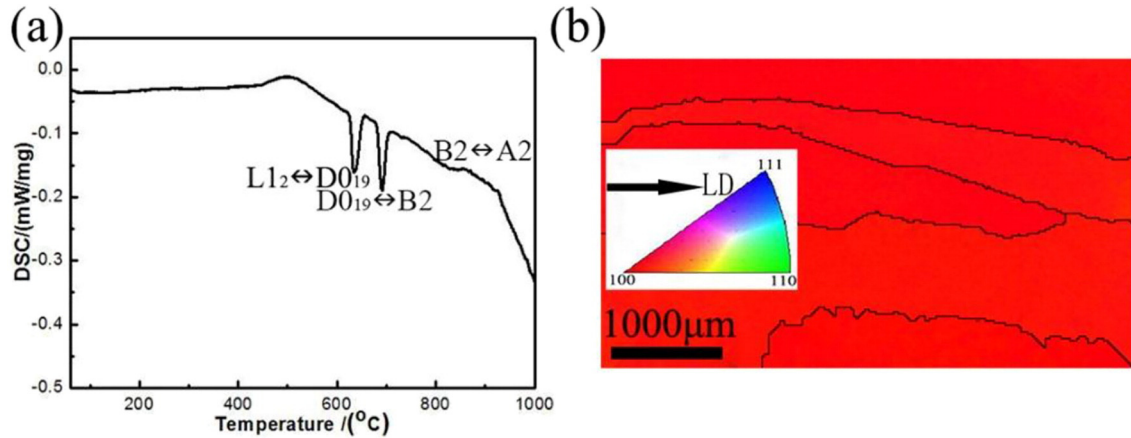 (a)
0.0
-0.1
-0.2
-0.3
-0.4
-0.5
DSC/(mW/mg)
L1₂↔D0₁₉
D0₁₉↔B2
B2↔A2
200
400
600
800
1000
Temperature /(°C)
(b)
LD
111
100
110
1000μm